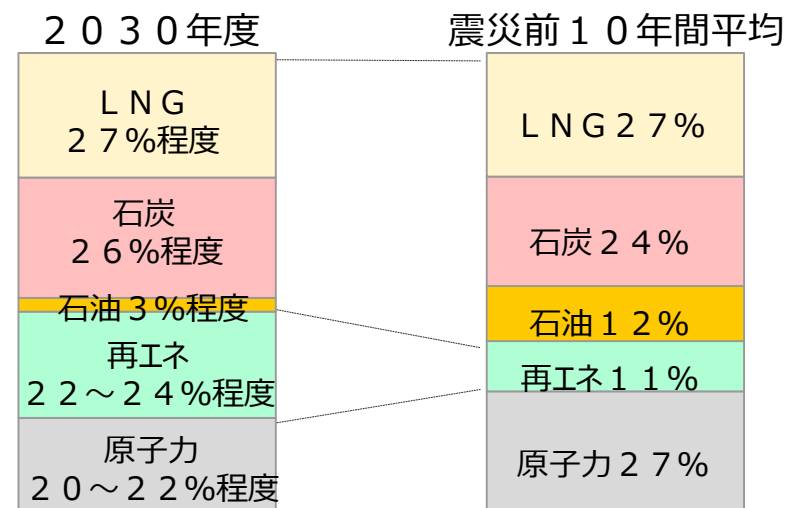 ２０３０年度
ＬＮＧ
２７%程度
石炭
２６%程度
石油３%程度
再エネ
２２～２４%程度
原子力
２０～２２%程度
震災前１０年間平均
ＬＮＧ２７%
石炭２４%
石油１２%
再エネ１１%
原子力２７%